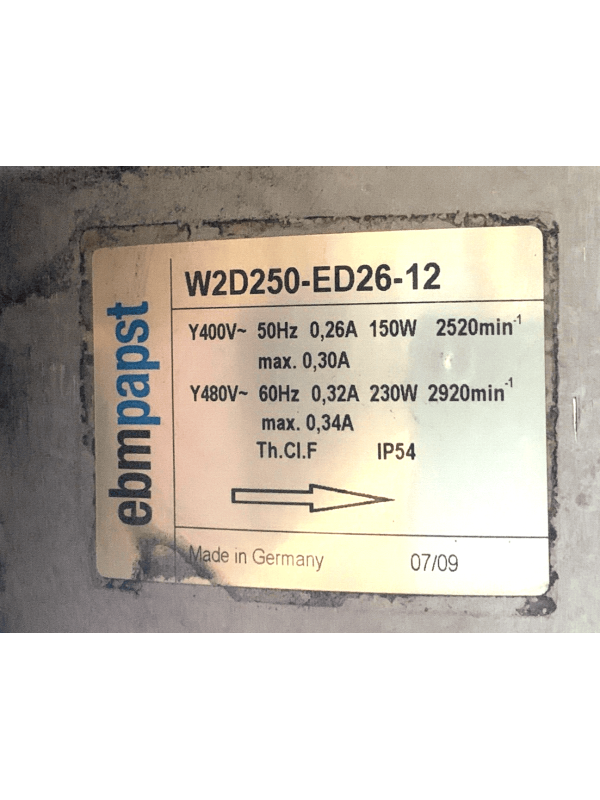 ebmpapst
W2D250-ED26-12
Y400V~ 50Hz 0,26A 150W 2520min-1
max. 0,30A
Y480V~ 60Hz 0,32A 230W 2920min-1
max. 0,34A
Th.Cl.F IP54
Made in Germany 07/09